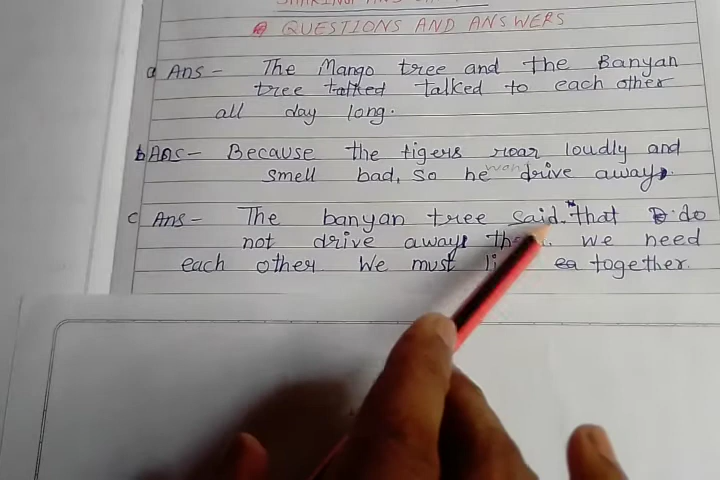 QUESTIONS AND ANSWERS
a Ans - The Mango tree and the Banyan
tree talked talked to each other
all day long.
b Ans - Because the tigers roar loudly and
smell bad, so he drive away.
c Ans - The banyan tree said that do
not drive away We need
each other We must together.